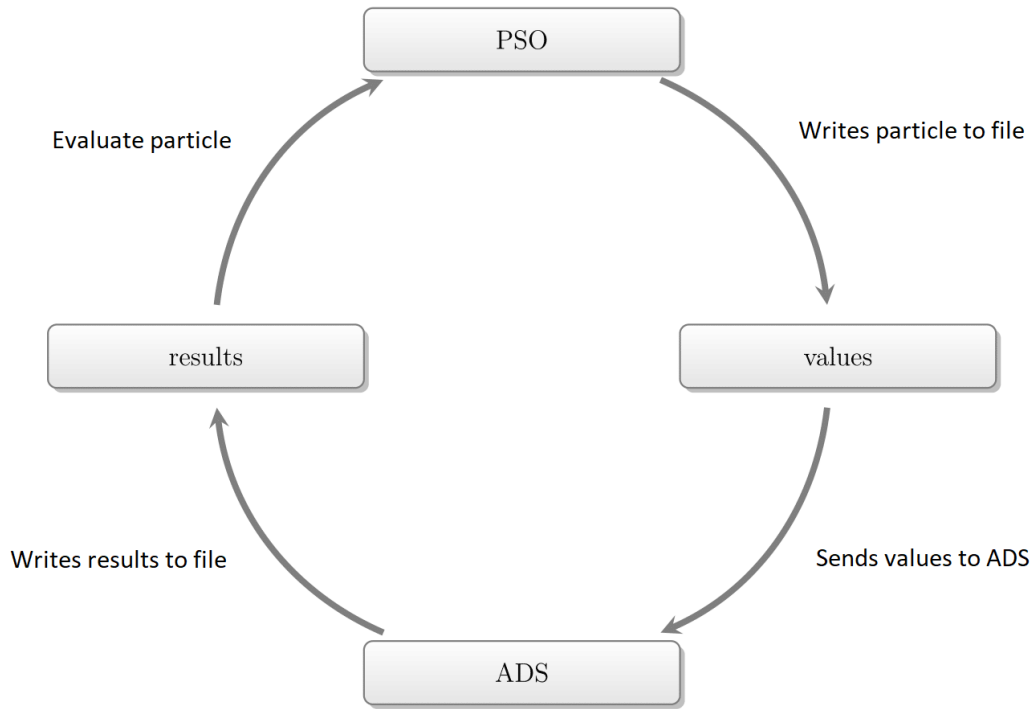 PSO
Evaluate particle
Writes particle to file
results
values
Writes results to file
Sends values to ADS
ADS